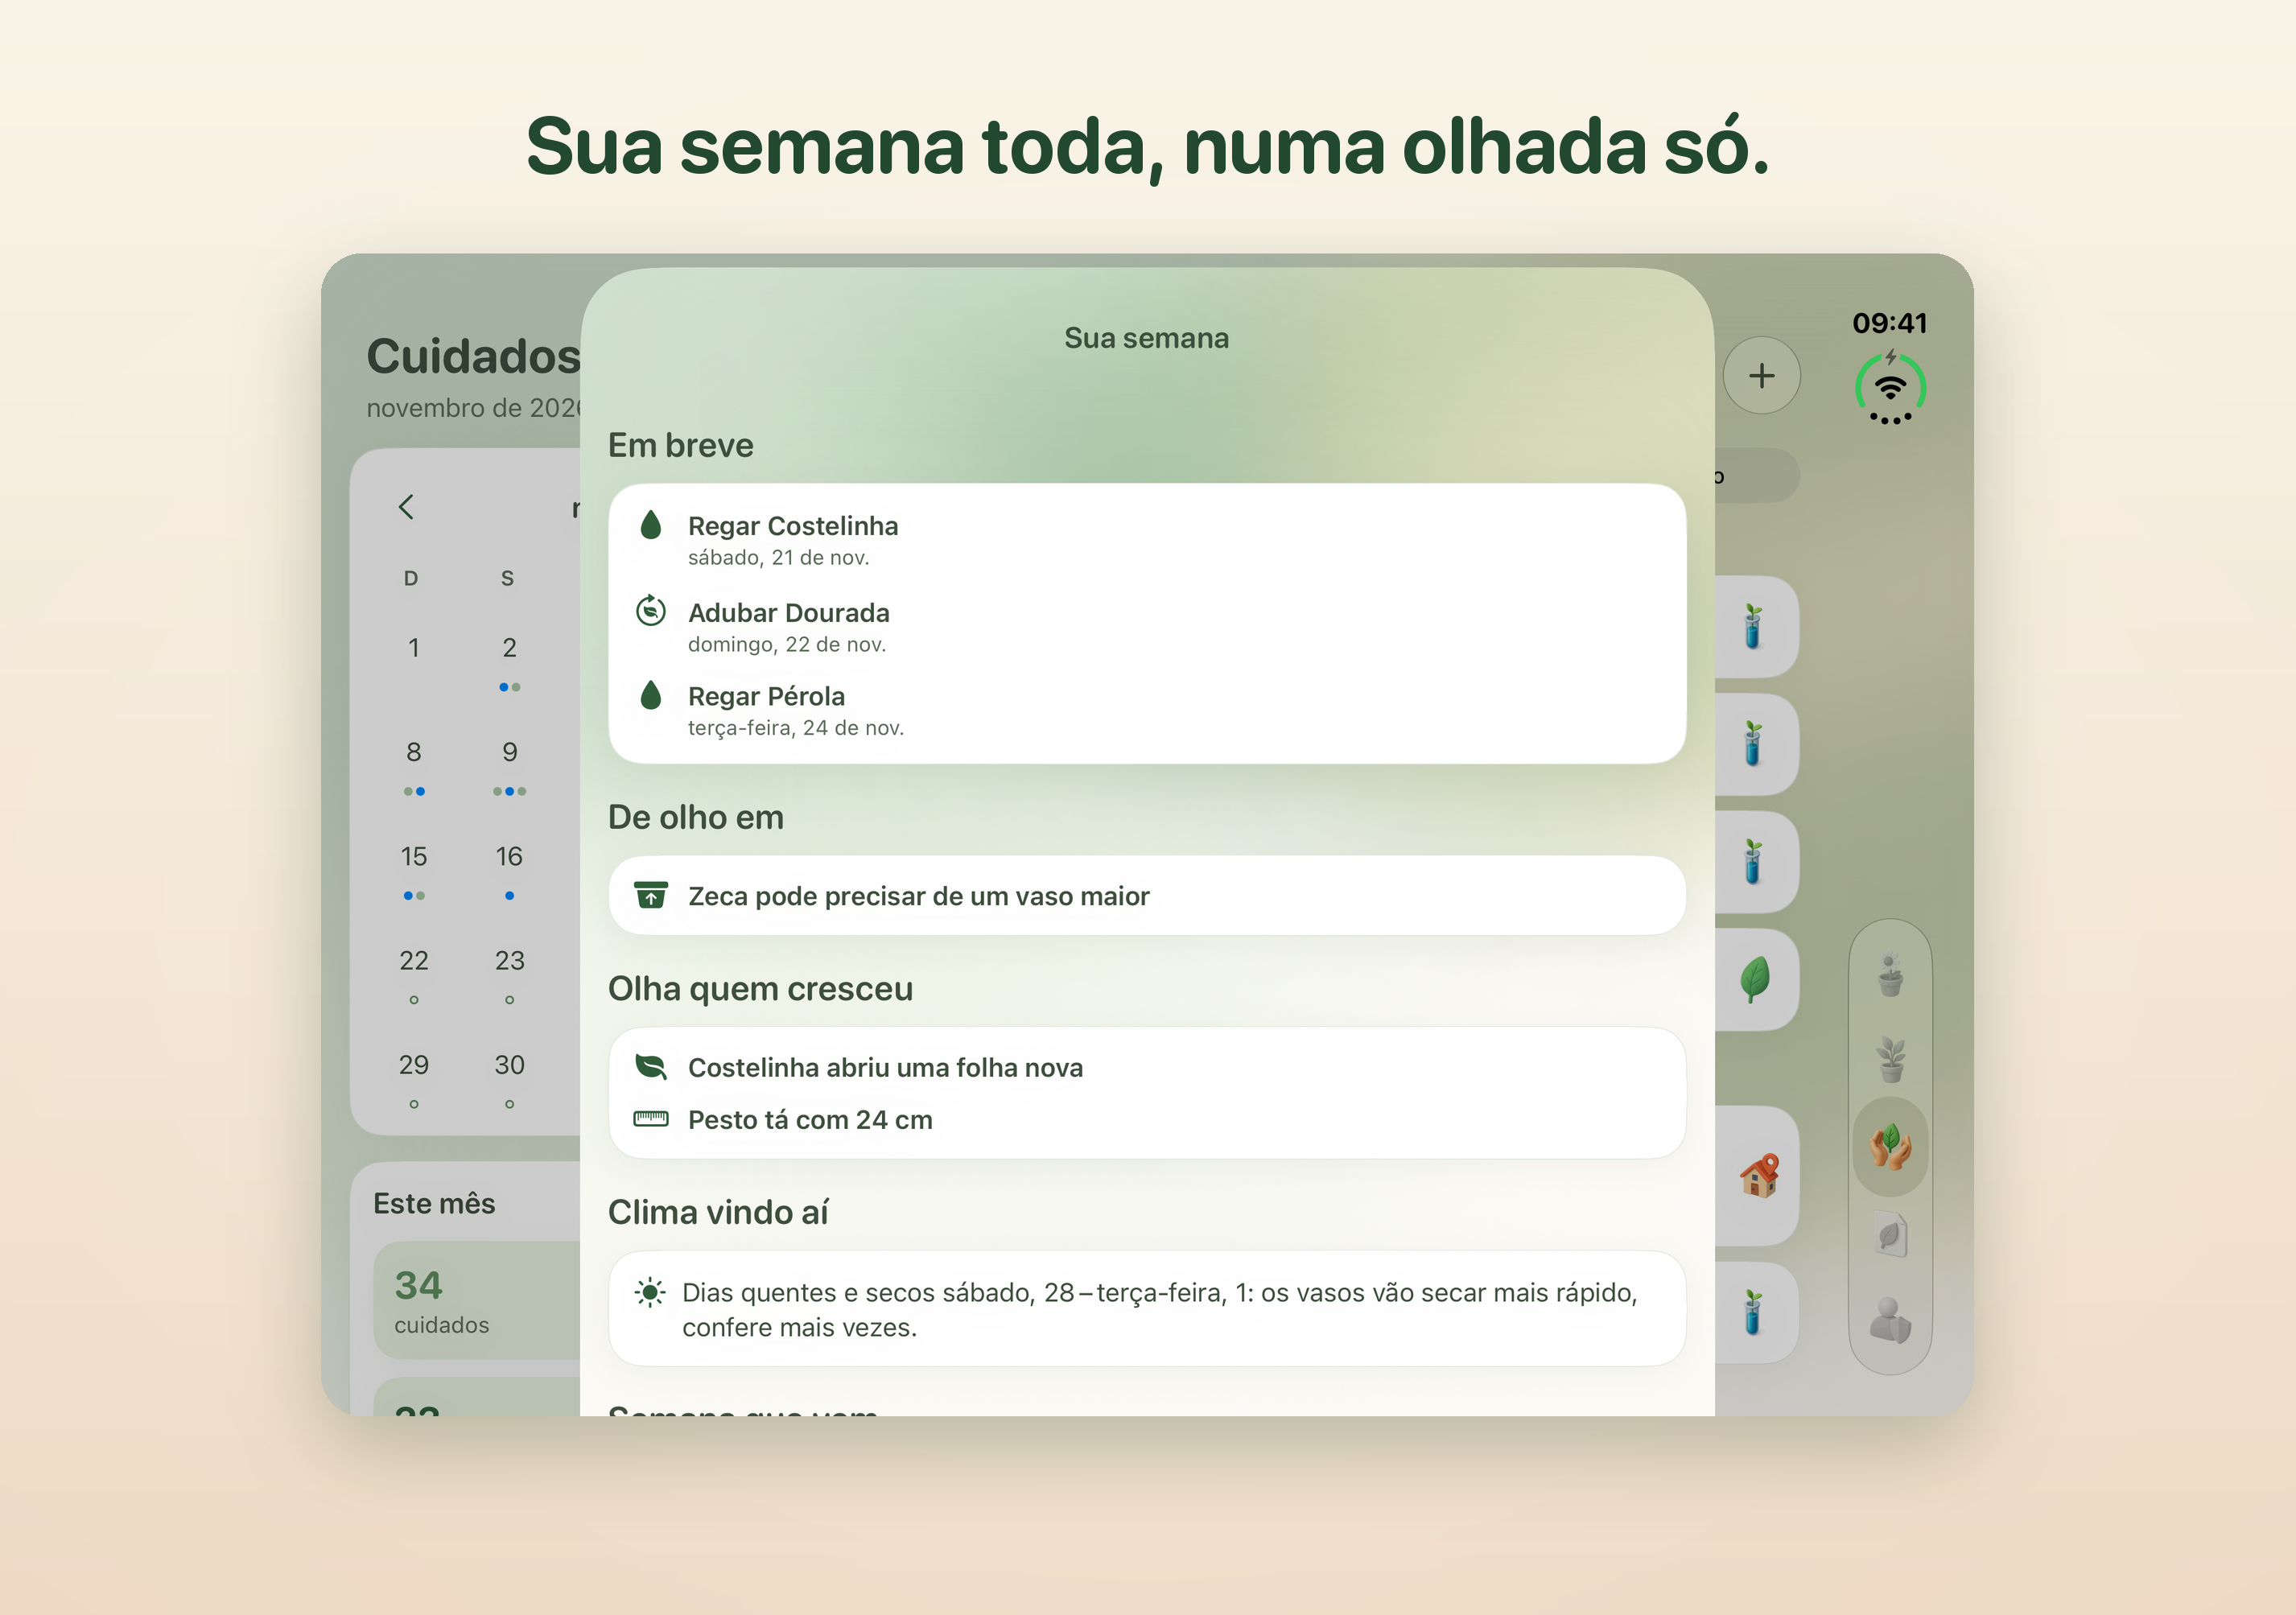 Sua semana toda, numa olhada só.
09:41
Cuidados
novembro de 2026
D S
1 2
8 9
15 16
22 23
29 30
Este mês
34
cuidados
Sua semana
Em breve
Regar Costelinha
sábado, 21 de nov.
Adubar Dourada
domingo, 22 de nov.
Regar Pérola
terça-feira, 24 de nov.
De olho em
Zeca pode precisar de um vaso maior
Olha quem cresceu
Costelinha abriu uma folha nova
Pesto tá com 24 cm
Clima vindo aí
Dias quentes e secos sábado, 28 – terça-feira, 1: os vasos vão secar mais rápido,
confere mais vezes.
Semana que vem